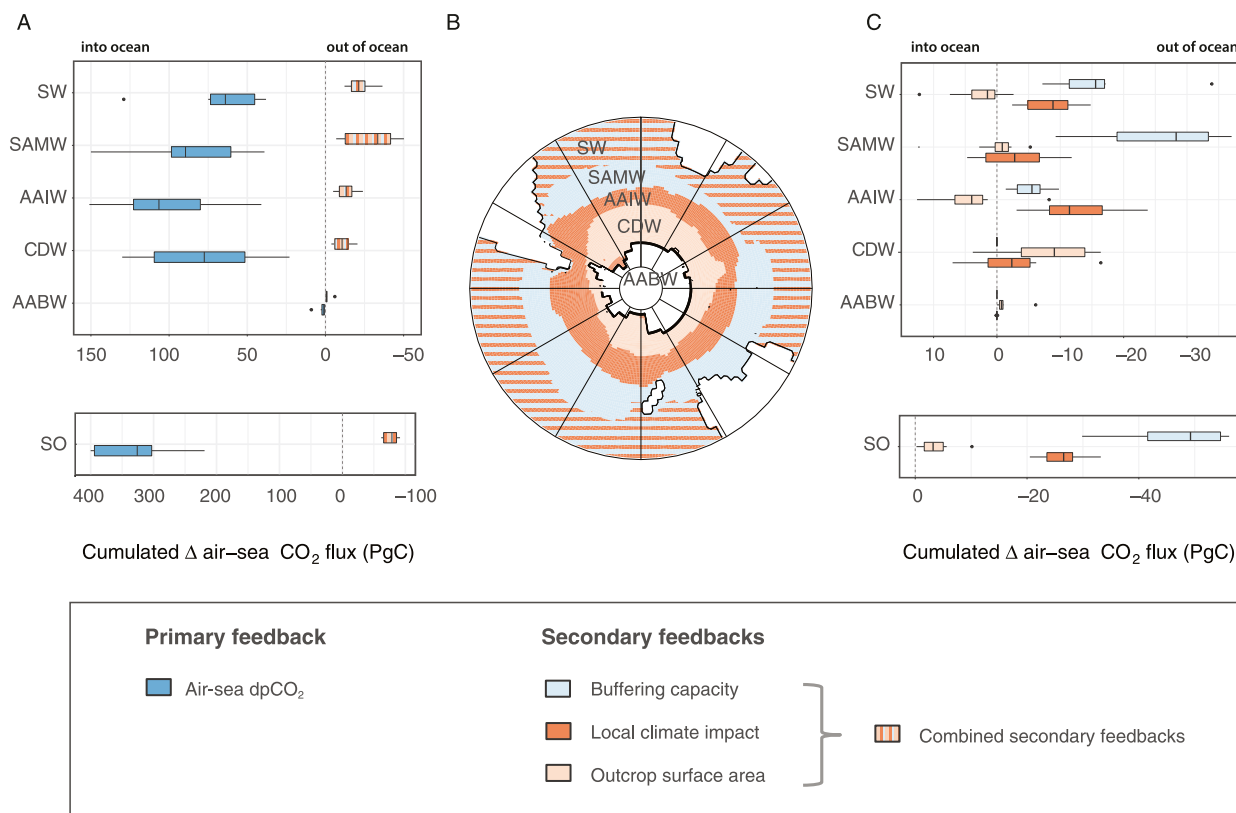 A
into ocean
out of ocean
SW
SAMW
AAIW
CDW
AABW
150 100 50 0 −50
SO
400 300 200 100 0 −100
Cumulated Δ air−sea CO₂ flux (PgC)
B
SW
SAMW
AAIW
CDW
AABW
C
into ocean
out of ocean
SW
SAMW
AAIW
CDW
AABW
10 0 −10 −20 −30
SO
0 −20 −40
Cumulated Δ air−sea CO₂ flux (PgC)
Primary feedback
Air-sea dpCO₂
Secondary feedbacks
Buffering capacity
Local climate impact
Outcrop surface area
Combined secondary feedbacks